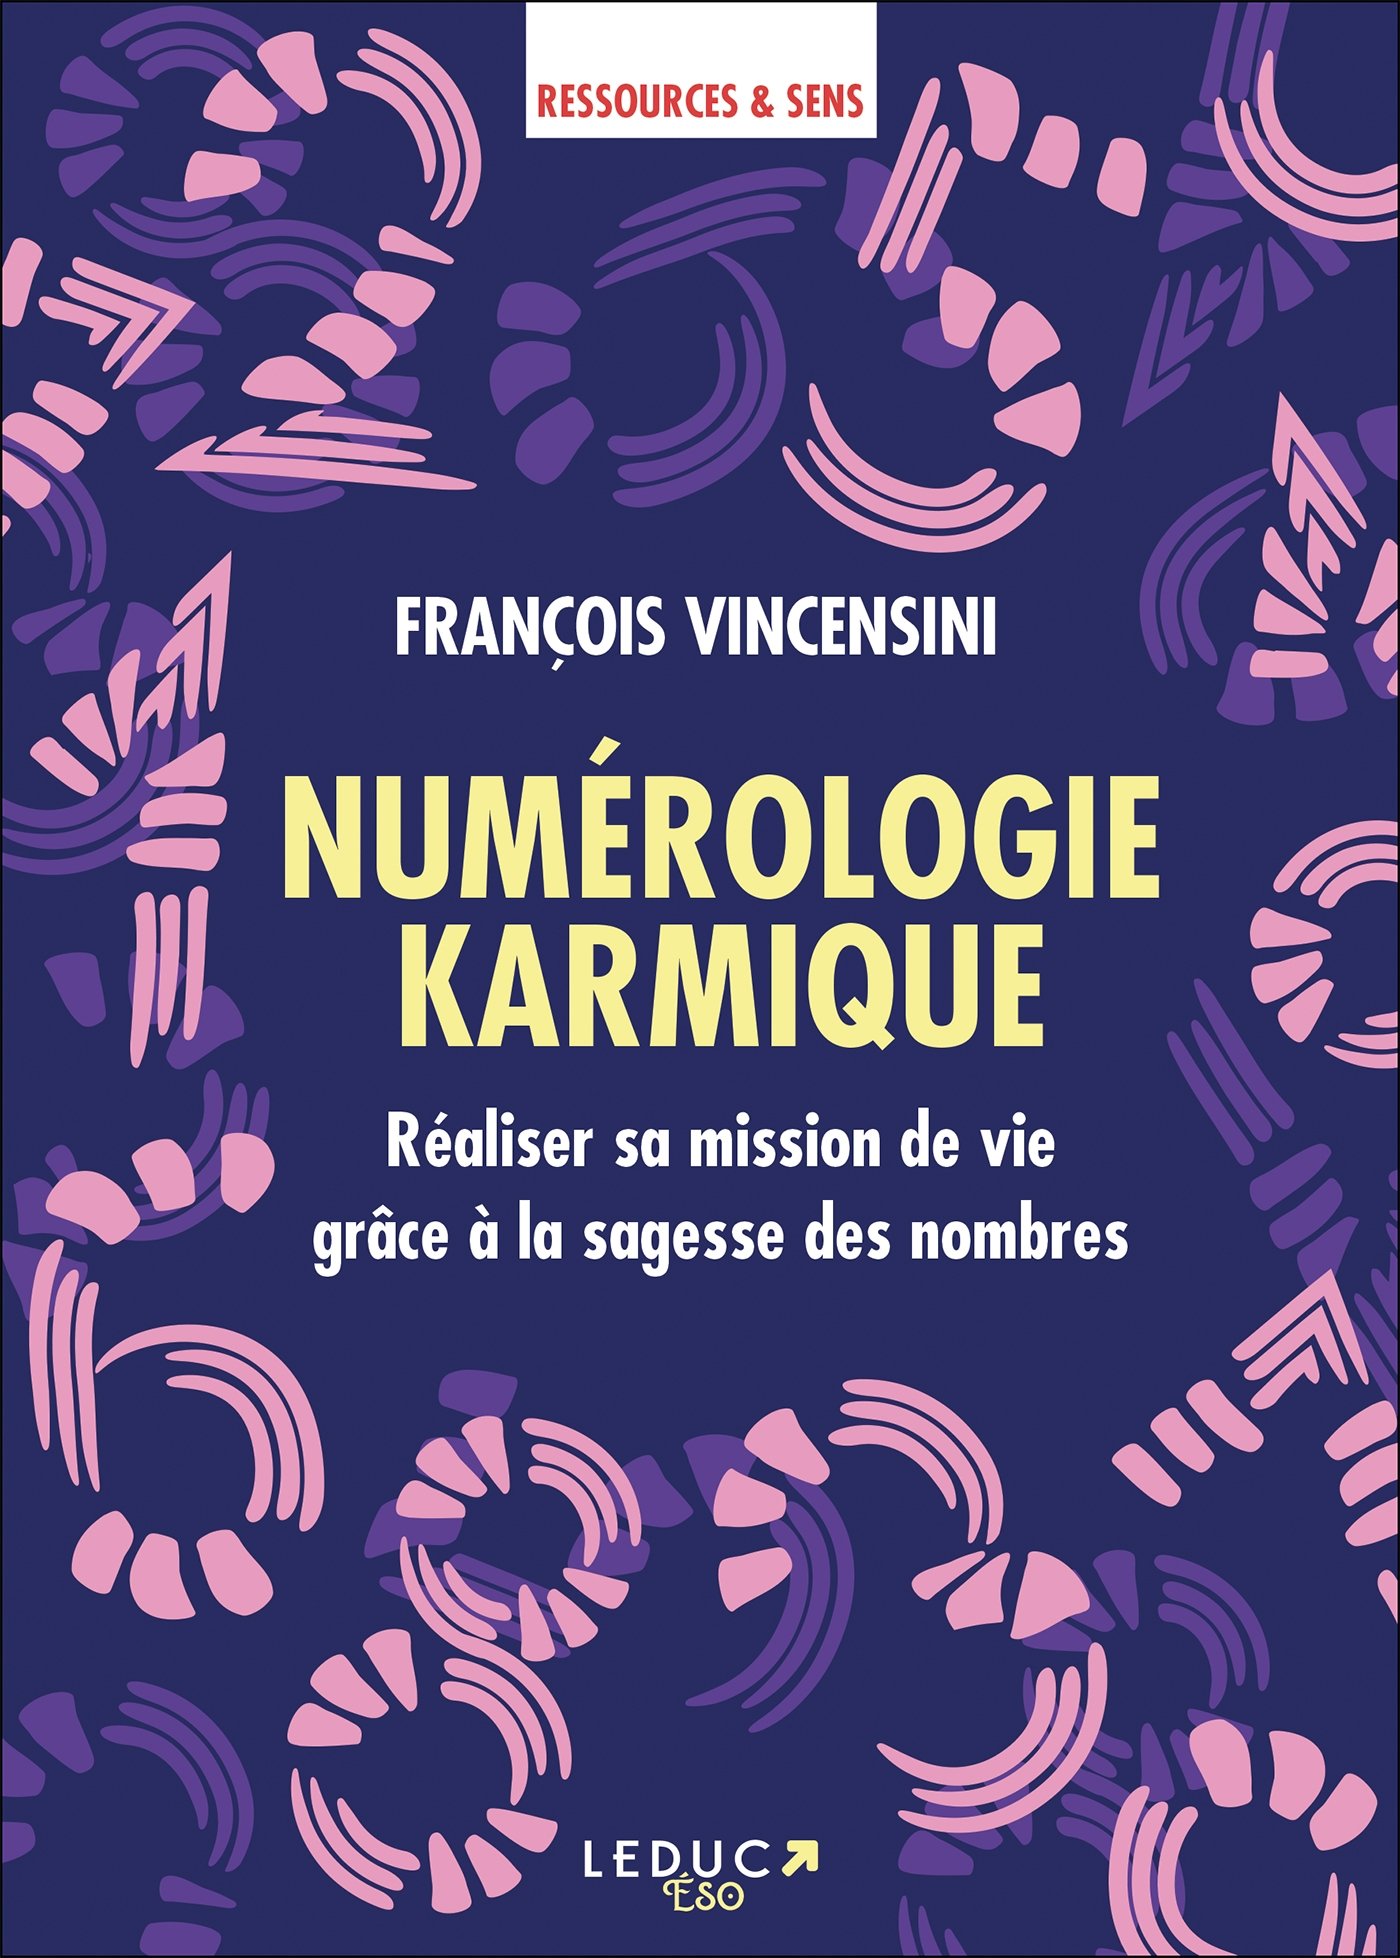 RESSOURCES & SENS
FRANÇOIS VINCENSINI
NUMÉROLOGIE
KARMIQUE
Réaliser sa mission de vie
grâce à la sagesse des nombres
LEDUC
ÉSO